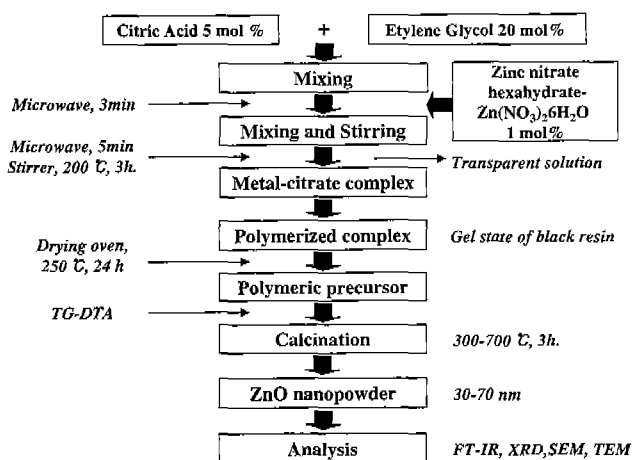 Citric Acid 5 mol %
+
Etylene Glycol 20 mol%
Mixing
Zinc nitrate
hexahydrate-
Zn(NO3)26H2O
1 mol%
Microwave, 3min
Mixing and Stirring
Microwave, 5min
Stirrer, 200 ℃, 3h.
Transparent solution
Metal-citrate complex
Polymerized complex
Gel state of black resin
Drying oven,
250 ℃, 24 h
Polymeric precursor
TG-DTA
Calcination
300-700 ℃, 3h.
ZnO nanopowder
30-70 nm
Analysis
FT-IR, XRD,SEM, TEM